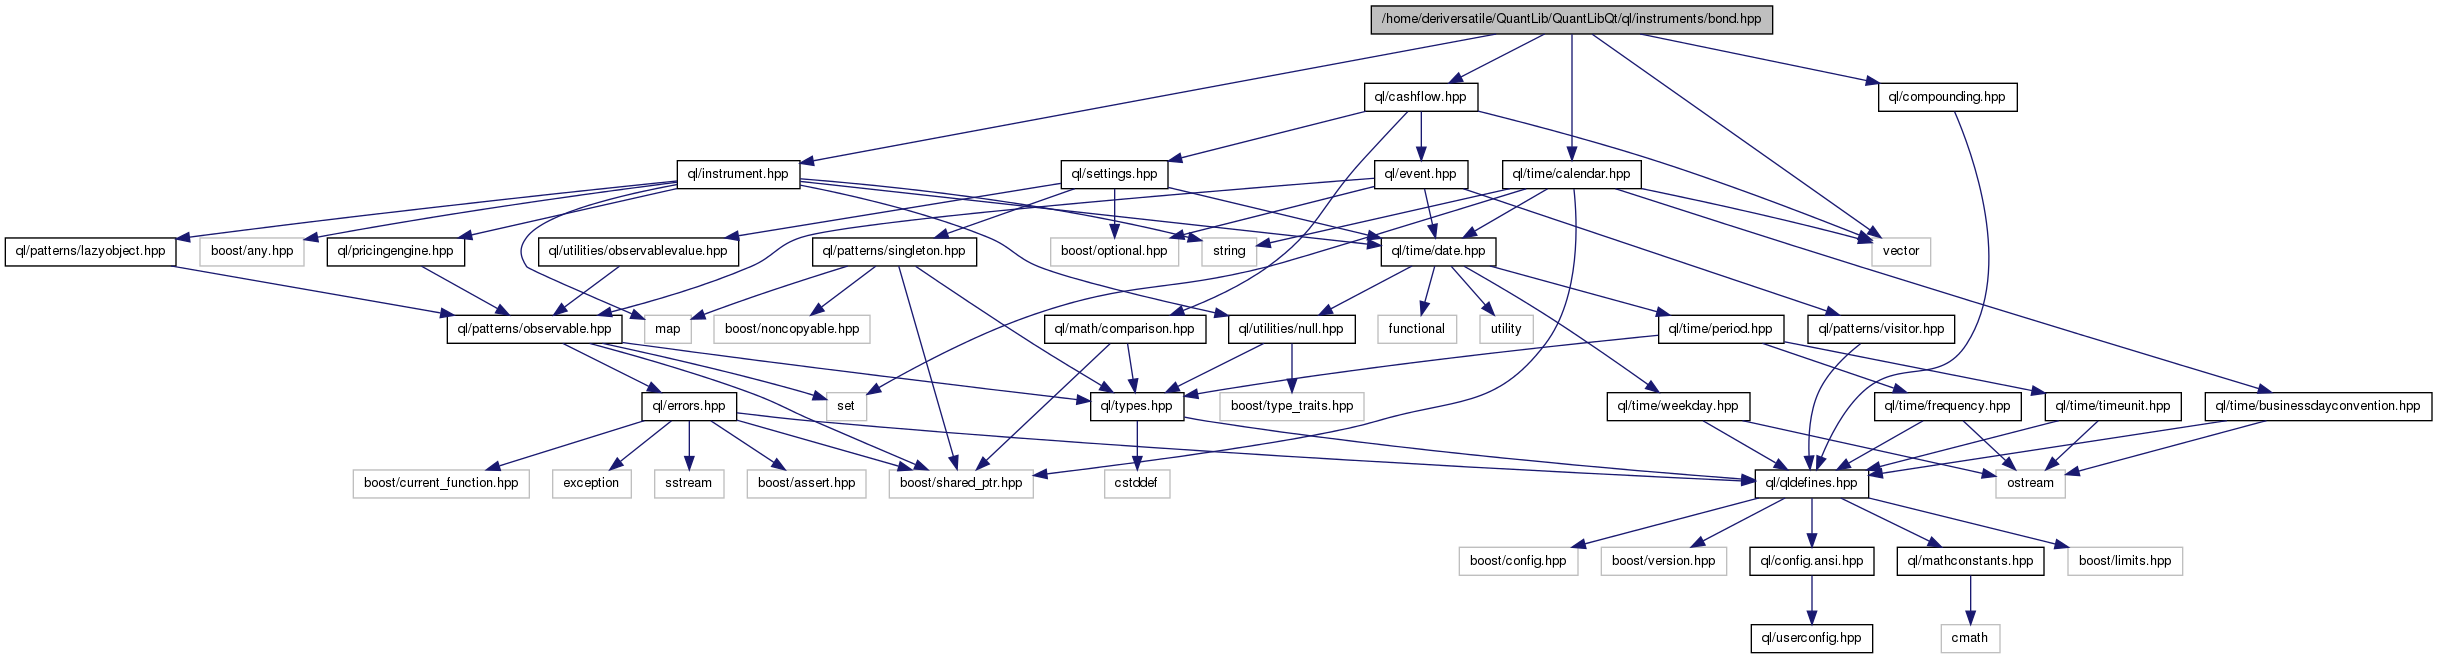 /home/deriversatile/QuantLib/QuantLibQt/ql/instruments/bond.hpp
ql/cashflow.hpp
ql/compounding.hpp
ql/instrument.hpp
ql/settings.hpp
ql/event.hpp
ql/time/calendar.hpp
ql/patterns/lazyobject.hpp
boost/any.hpp
ql/pricingengine.hpp
ql/utilities/observablevalue.hpp
ql/patterns/singleton.hpp
boost/optional.hpp
string
ql/time/date.hpp
vector
ql/patterns/observable.hpp
map
boost/noncopyable.hpp
ql/math/comparison.hpp
ql/utilities/null.hpp
functional
utility
ql/time/period.hpp
ql/patterns/visitor.hpp
ql/errors.hpp
set
ql/types.hpp
boost/type_traits.hpp
ql/time/weekday.hpp
ql/time/frequency.hpp
ql/time/timeunit.hpp
ql/time/businessdayconvention.hpp
boost/current_function.hpp
exception
sstream
boost/assert.hpp
boost/shared_ptr.hpp
cstddef
ql/qldefines.hpp
ostream
boost/config.hpp
boost/version.hpp
ql/config.ansi.hpp
ql/mathconstants.hpp
boost/limits.hpp
ql/userconfig.hpp
cmath